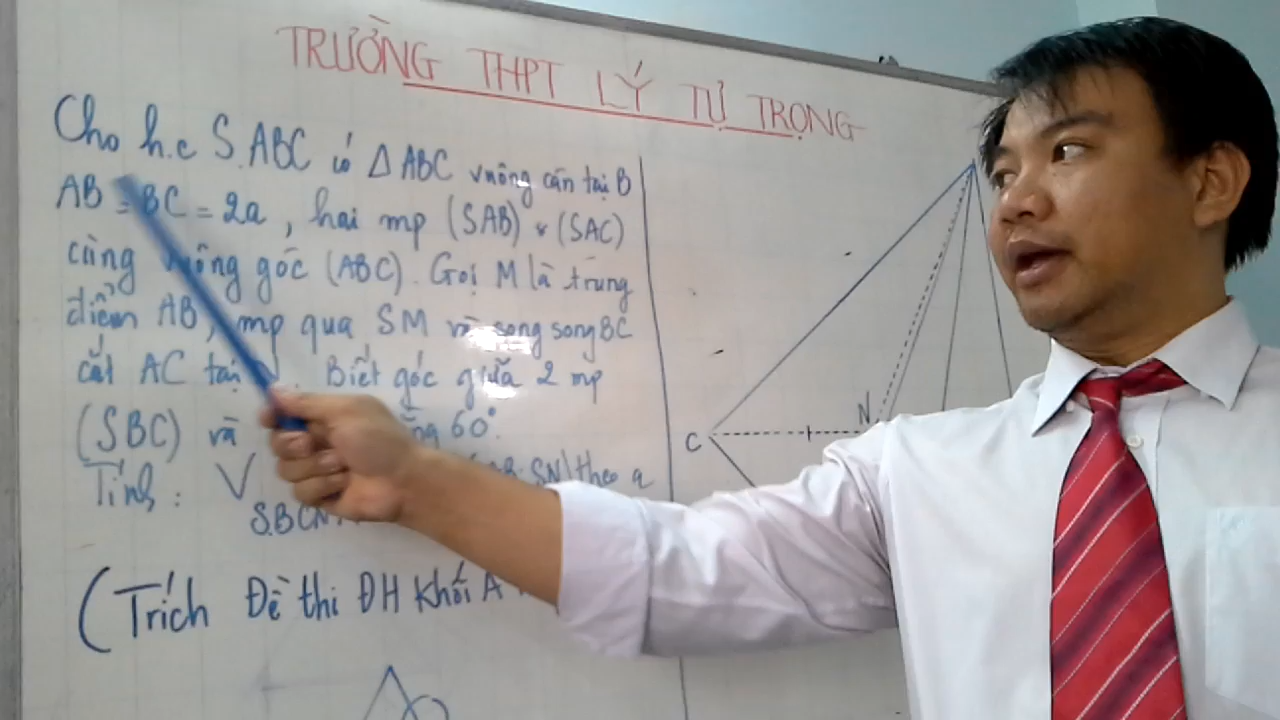 TRƯỜNG THPT LÝ TỰ TRỌNG
Cho h.c S.ABC có Δ ABC vuông cân tại B
AB = BC = 2a, hai mp (SAB) & (SAC)
cùng vuông góc (ABC). Gọi M là trung
điểm AB, mp qua SM và song song BC
cắt AC tại N. Biết góc giữa 2 mp
(SBC) và 60°.
Tính: V SN) theo a
S.BCN
(Trích Đề thi ĐH Khối A
C
N